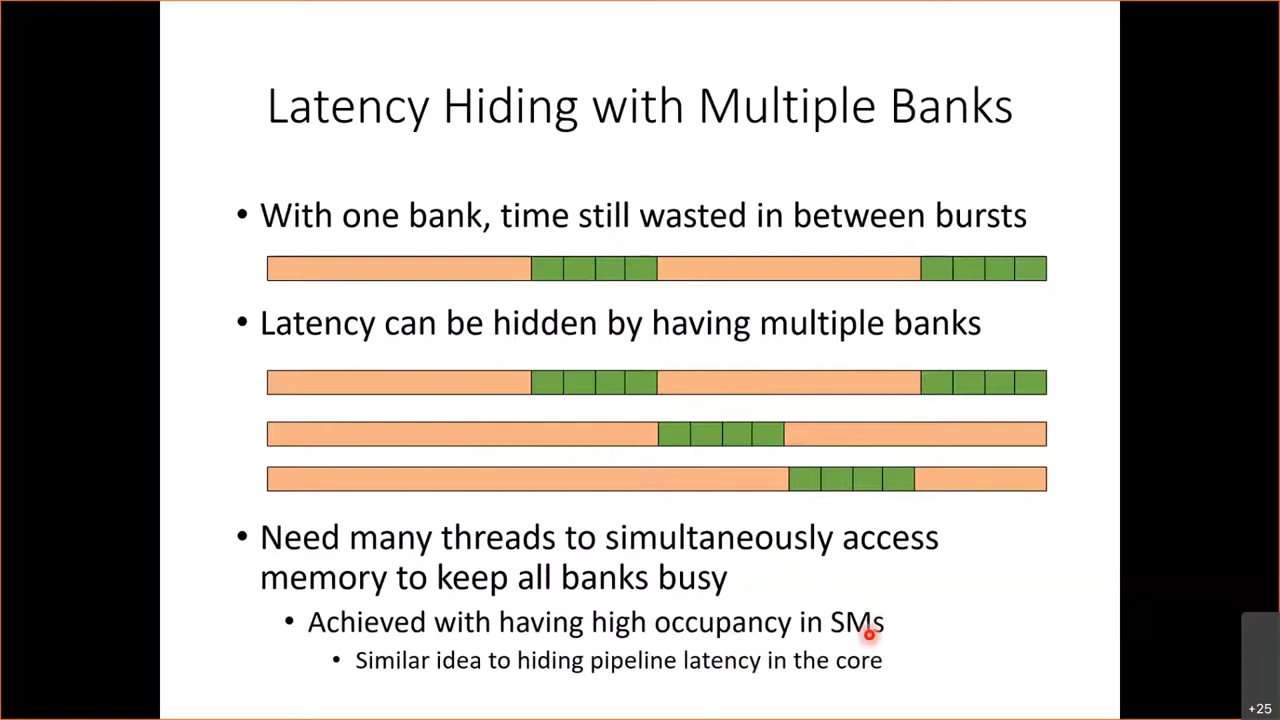 Latency Hiding with Multiple Banks
• With one bank, time still wasted in between bursts
• Latency can be hidden by having multiple banks
• Need many threads to simultaneously access
memory to keep all banks busy
• Achieved with having high occupancy in SMs
• Similar idea to hiding pipeline latency in the core
+25